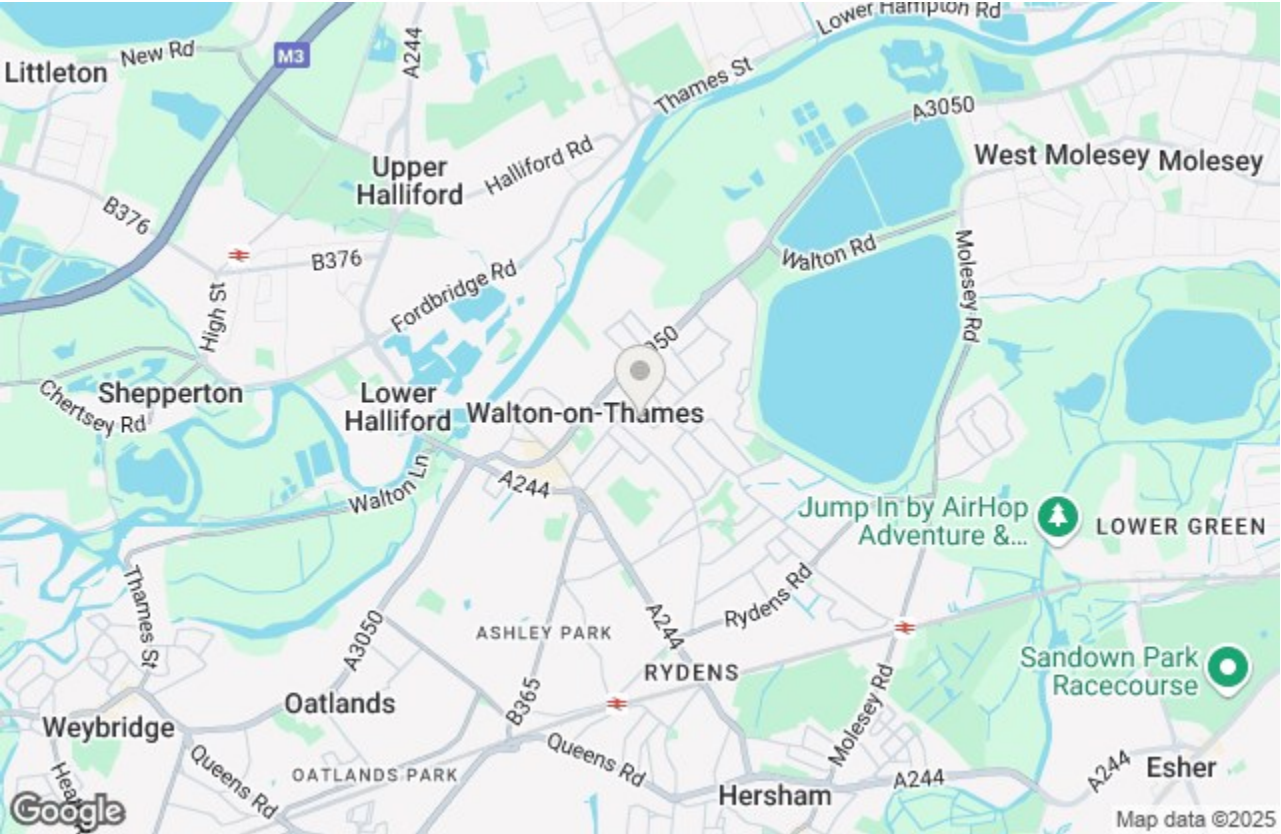 Lower Hampton Rd
New Rd
M3
A244
Littleton
Thames St
A3050
Upper
Halliford
Halliford Rd
West Molesey
Molesey
B376
B376
Walton Rd
Molesey Rd
Fordbridge Rd
High St
Shepperton
Chertsey Rd
Lower
Halliford
Walton-on-Thames
Walton Ln
A244
Jump In by AirHop
Adventure &...
LOWER GREEN
Thames St
A3050
ASHLEY PARK
A244
Rydens Rd
RYDENS
Sandown Park
Racecourse
Oatlands
B365
Molesey Rd
Weybridge
Queens Rd
Queens Rd
OATLANDS PARK
A244
A244
Esher
Hersham
Google
Map data ©2025